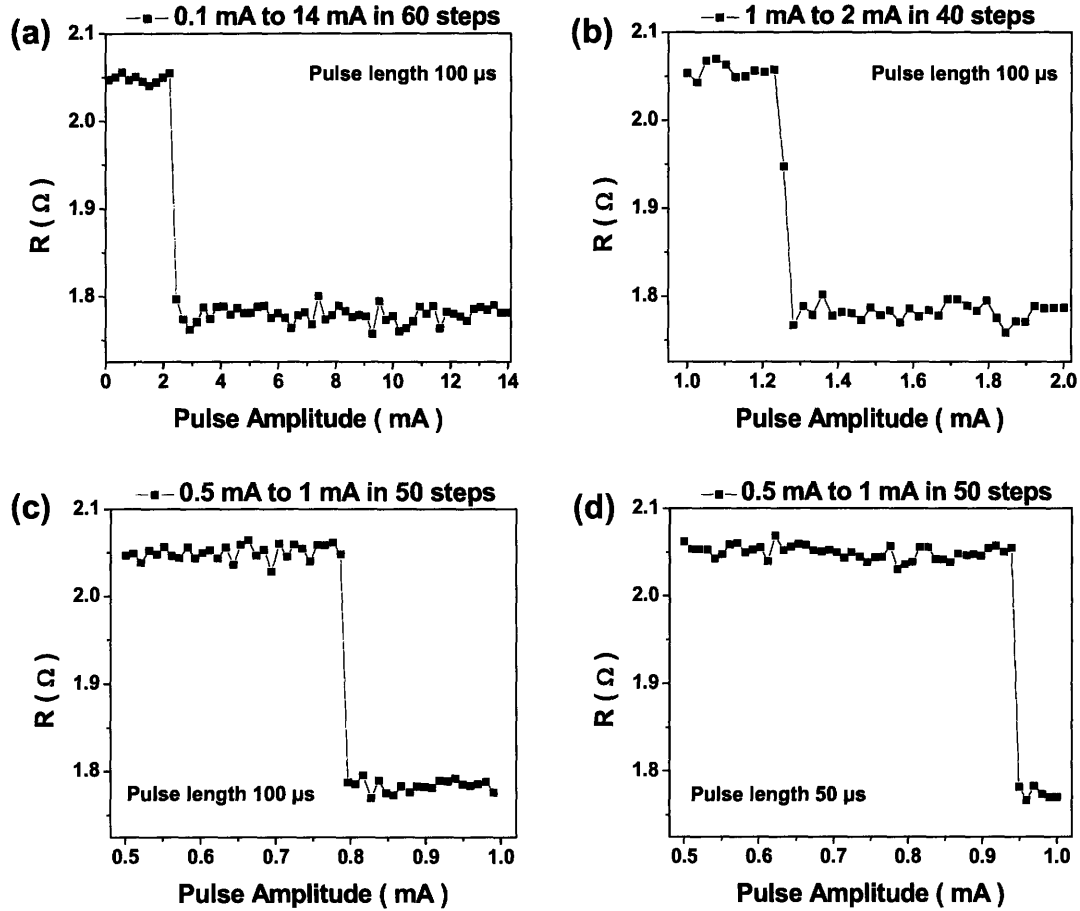 (a)
0.1 mA to 14 mA in 60 steps
2.1
2.0
1.9
1.8
R ( Ω )
Pulse length 100 µs
0 2 4 6 8 10 12 14
Pulse Amplitude ( mA )
(b)
1 mA to 2 mA in 40 steps
2.1
2.0
1.9
1.8
R ( Ω )
Pulse length 100 µs
1.0 1.2 1.4 1.6 1.8 2.0
Pulse Amplitude ( mA )
(c)
0.5 mA to 1 mA in 50 steps
2.1
2.0
1.9
1.8
R ( Ω )
Pulse length 100 µs
0.5 0.6 0.7 0.8 0.9 1.0
Pulse Amplitude ( mA )
(d)
0.5 mA to 1 mA in 50 steps
2.1
2.0
1.9
1.8
R ( Ω )
Pulse length 50 µs
0.5 0.6 0.7 0.8 0.9 1.0
Pulse Amplitude ( mA )